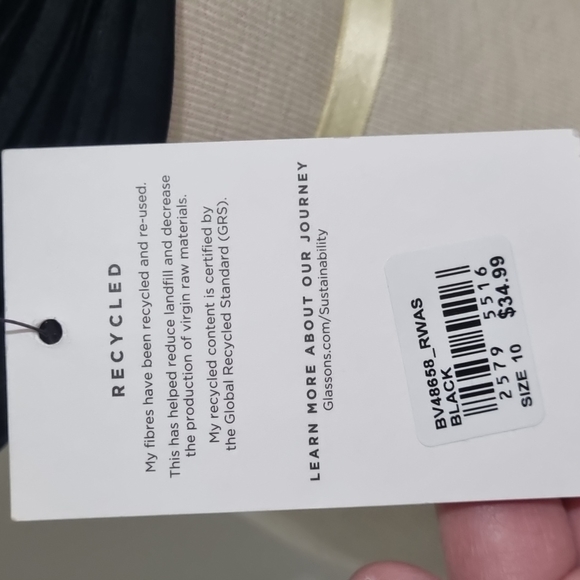 RECYCLED
My fibres have been recycled and re-used.
This has helped reduce landfill and decrease
the production of virgin raw materials.
My recycled content is certified by
the Global Recycled Standard (GRS).
LEARN MORE ABOUT OUR JOURNEY
Glassons.com/Sustainability
BV48658_RWAS
BLACK
2579 5516
SIZE 10 $34.99